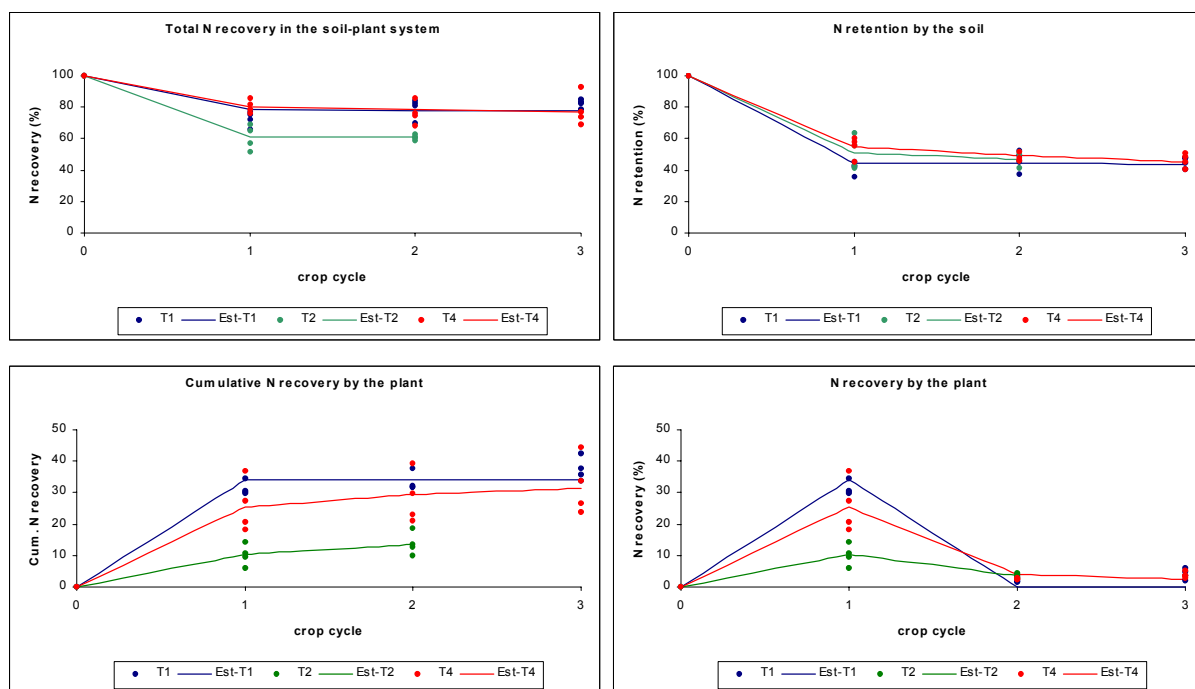 Total N recovery in the soil-plant system
N recovery (%)
100
80
60
40
20
0
0 1 2 3
crop cycle
T1 Est-T1 T2 Est-T2 T4 Est-T4
N retention by the soil
N retention (%)
100
80
60
40
20
0
0 1 2 3
crop cycle
T1 Est-T1 T2 Est-T2 T4 Est-T4
Cumulative N recovery by the plant
Cum. N recovery
50
40
30
20
10
0
0 1 2 3
crop cycle
T1 Est-T1 T2 Est-T2 T4 Est-T4
N recovery by the plant
N recovery (%)
50
40
30
20
10
0
0 1 2 3
crop cycle
T1 Est-T1 T2 Est-T2 T4 Est-T4